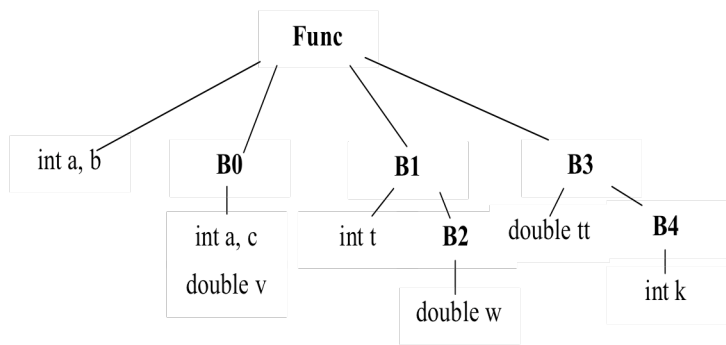 Func
int a, b
B0
B1
B3
int a, c
double v
int t
B2
double tt
B4
double w
int k